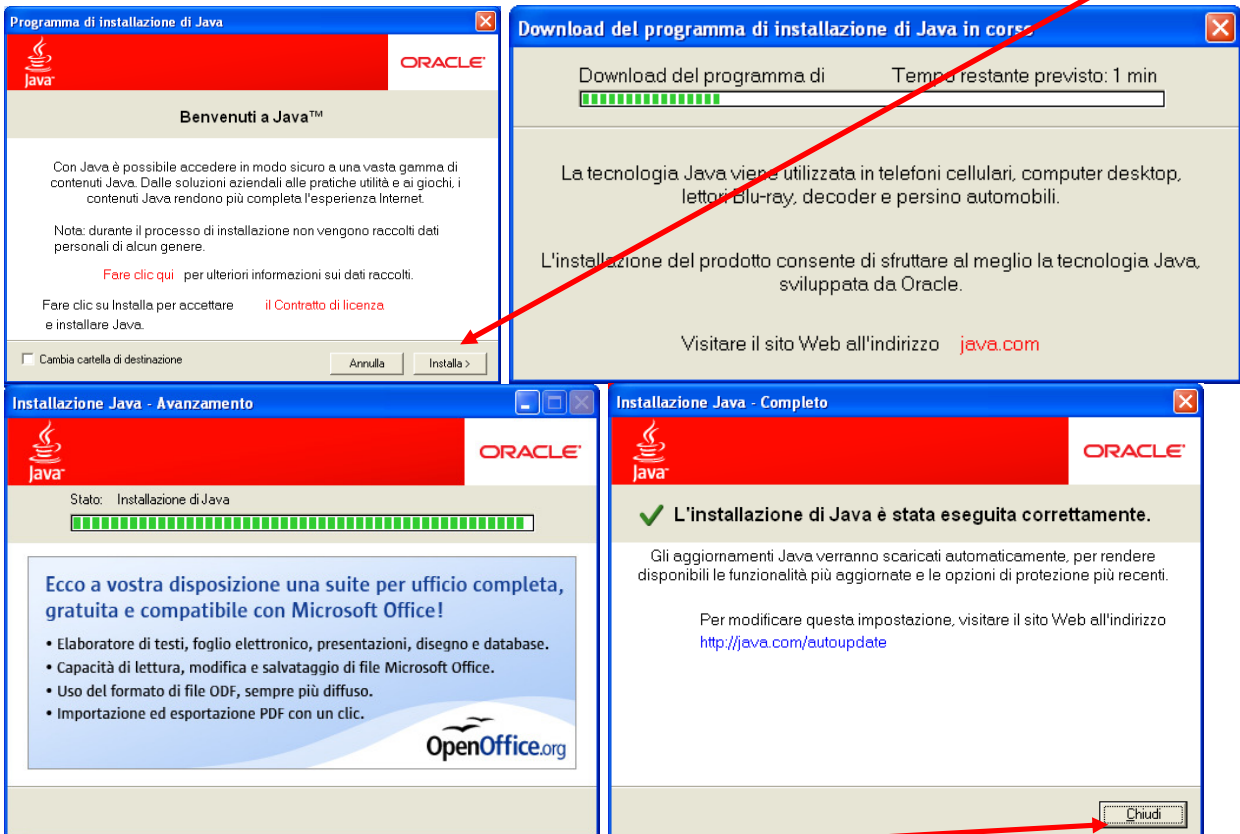 Programma di installazione di Java
Java
ORACLE
Benvenuti a Java™
Con Java è possibile accedere in modo sicuro a una vasta gamma di
contenuti Java. Dalle soluzioni aziendali alle pratiche utilità e ai giochi, i
contenuti Java rendono più completa l'esperienza Internet.
Nota: durante il processo di installazione non vengono raccolti dati
personali di alcun genere.
Fare clic qui per ulteriori informazioni sui dati raccolti.
Fare clic su Installa per accettare il Contratto di licenza
e installare Java.
Cambia cartella di destinazione
Annulla
Installa >
Download del programma di installazione di Java in corso
Download del programma di Tempo restante previsto: 1 min
La tecnologia Java viene utilizzata in telefoni cellulari, computer desktop,
lettori Blu-ray, decoder e persino automobili.
L'installazione del prodotto consente di sfruttare al meglio la tecnologia Java,
sviluppata da Oracle.
Visitare il sito Web all'indirizzo java.com
Installazione Java - Avanzamento
Java
ORACLE
Stato: Installazione di Java
Ecco a vostra disposizione una suite per ufficio completa,
gratuita e compatibile con Microsoft Office!
• Elaboratore di testi, foglio elettronico, presentazioni, disegno e database.
• Capacità di lettura, modifica e salvataggio di file Microsoft Office.
• Uso del formato di file ODF, sempre più diffuso.
• Importazione ed esportazione PDF con un clic.
OpenOffice.org
Installazione Java - Completo
Java
ORACLE
L'installazione di Java è stata eseguita correttamente.
Gli aggiornamenti Java verranno scaricati automaticamente, per rendere
disponibili le funzionalità più aggiornate e le opzioni di protezione più recenti.
Per modificare questa impostazione, visitare il sito Web all'indirizzo
http://java.com/autoupdate
Chiudi